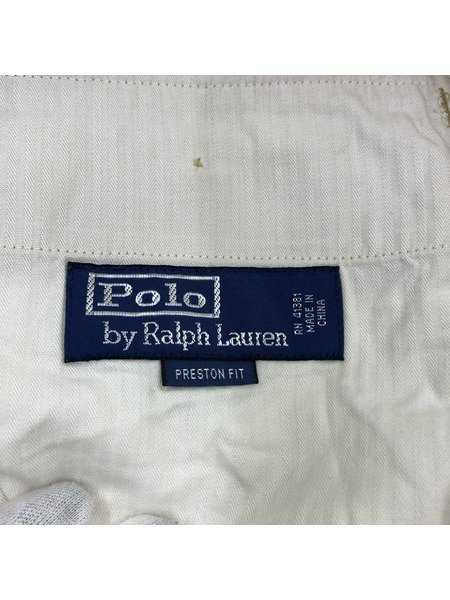 Polo
by Ralph Lauren
RN 41381
MADE IN
CHINA
PRESTON FIT